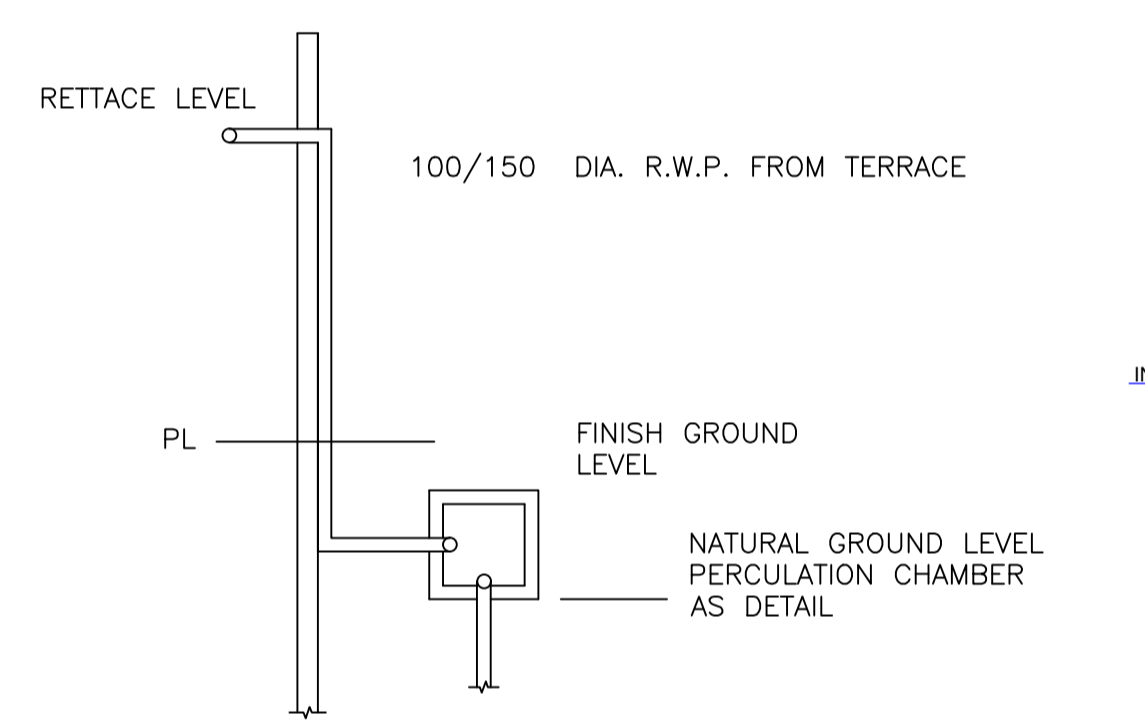 RETTACE LEVEL
100/150 DIA. R.W.P. FROM TERRACE
PL
FINISH GROUND
LEVEL
NATURAL GROUND LEVEL
PERCULATION CHAMBER
AS DETAIL